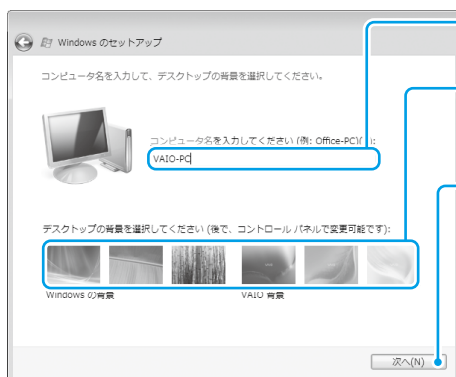 Windows のセットアップ
コンピュータ名を入力して、デスクトップの背景を選択してください。
コンピュータ名を入力してください (例: Office-PC)( ):
VAIO-PC
デスクトップの背景を選択してください (後で、コントロール パネルで変更可能です):
Windows の背景
VAIO 背景
次へ(N)